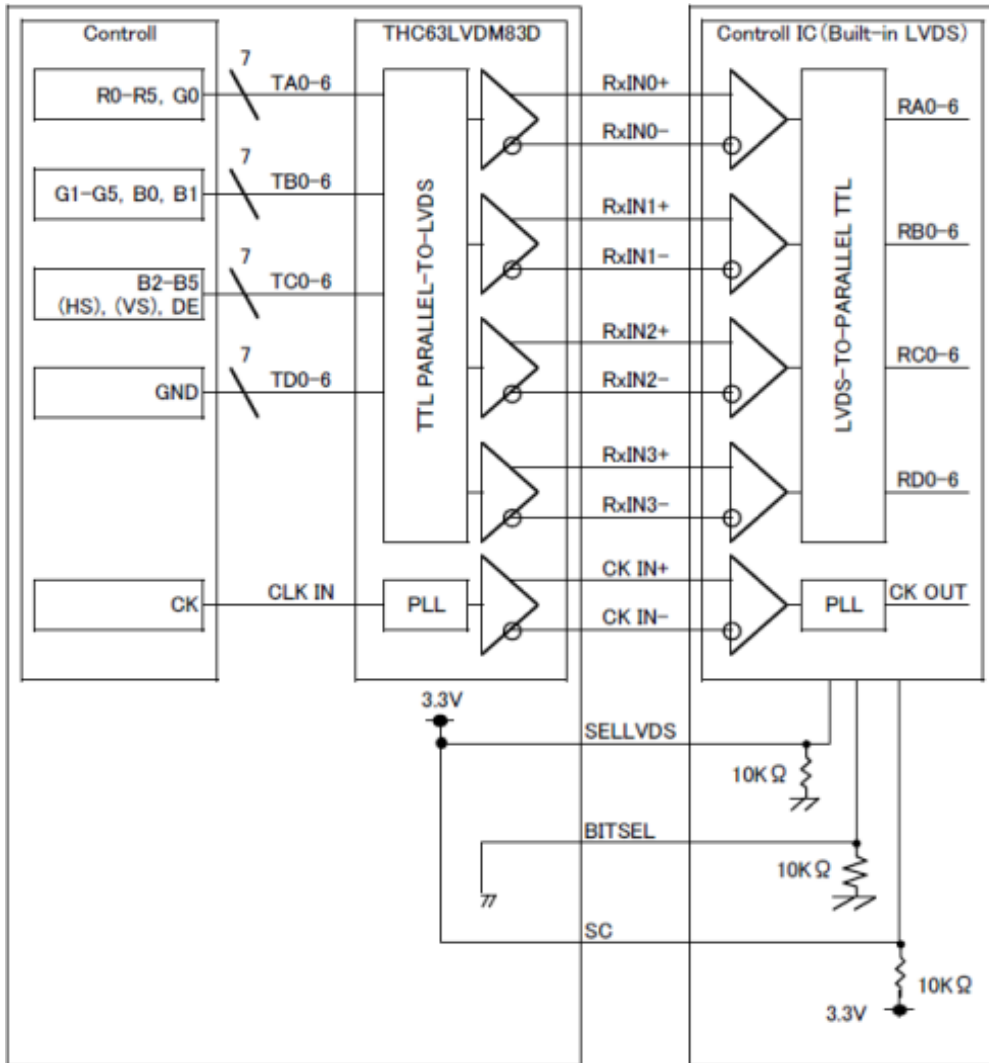 Controll
THC63LVDM83D
Controll IC(Built-in LVDS)
R0-R5, G0
7
TA0-6
RxIN0+
RxIN0-
RA0-6
G1-G5, B0, B1
7
TB0-6
RxIN1+
RxIN1-
RB0-6
B2-B5
(HS), (VS), DE
7
TC0-6
RxIN2+
RxIN2-
RC0-6
GND
7
TD0-6
RxIN3+
RxIN3-
RD0-6
TTL PARALLEL-TO-LVDS
LVDS-TO-PARALLEL TTL
CK
CLK IN
PLL
CK IN+
CK IN-
PLL
CK OUT
3.3V
SELLVDS
10KΩ
BITSEL
10KΩ
SC
10KΩ
3.3V